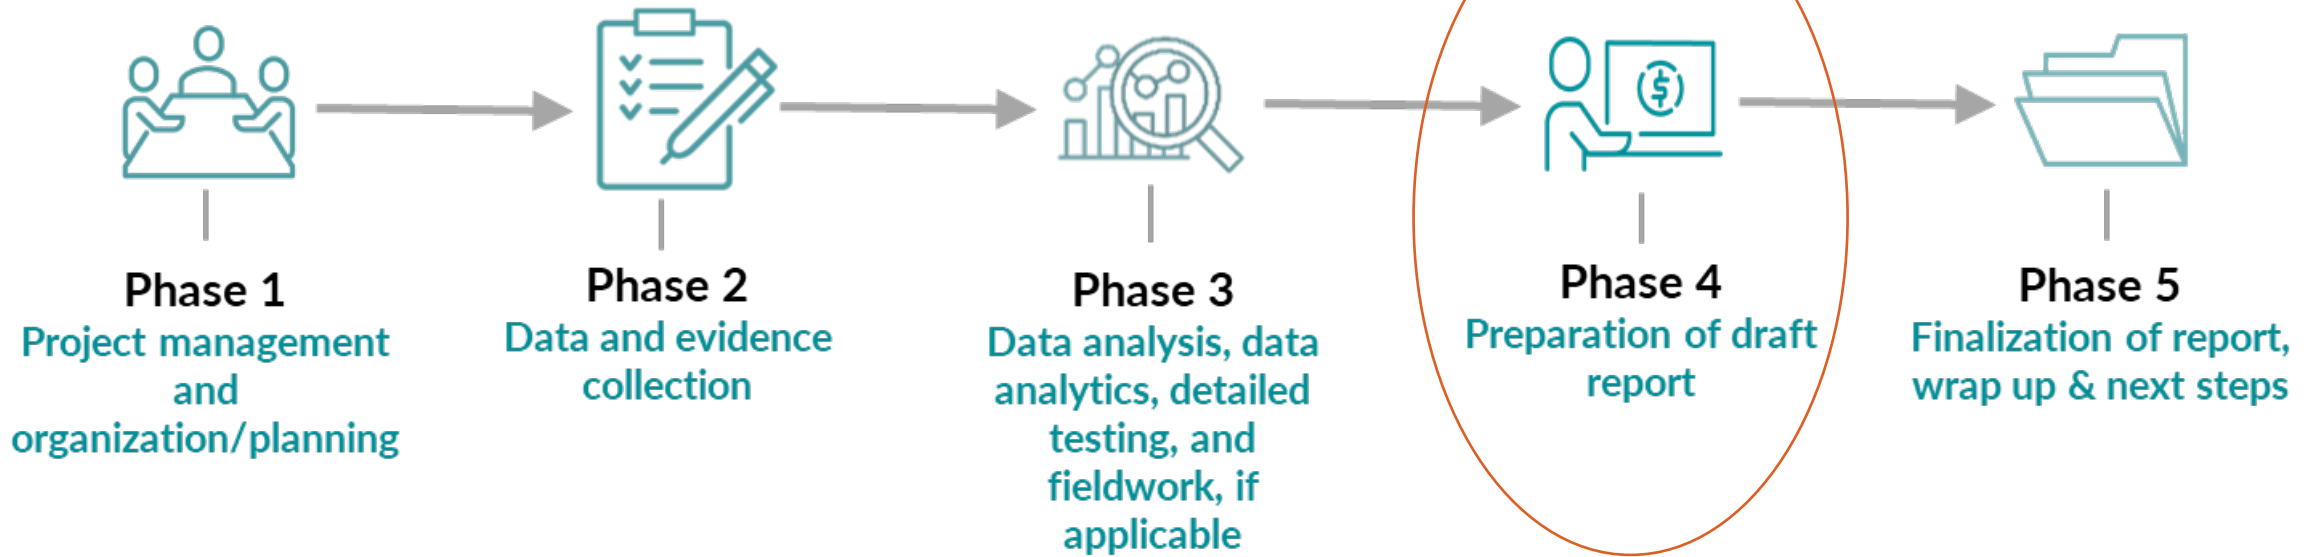 $
Phase 1
Project management
and
organization/planning
Phase 2
Data and evidence
collection
Phase 3
Data analysis, data
analytics, detailed
testing, and
fieldwork, if
applicable
Phase 4
Preparation of draft
report
Phase 5
Finalization of report,
wrap up & next steps